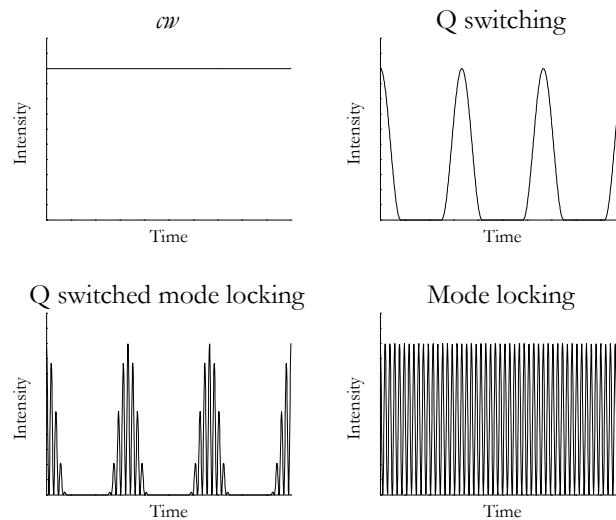 cw
Intensity
Time
Q switching
Intensity
Time
Q switched mode locking
Intensity
Time
Mode locking
Intensity
Time